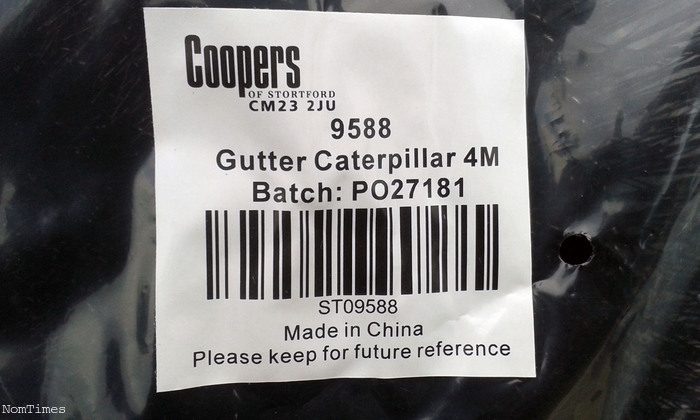 Coopers
OF STORTFORD
CM23 2JU
9588
Gutter Caterpillar 4M
Batch: PO27181
ST09588
Made in China
Please keep for future reference
NomTimes